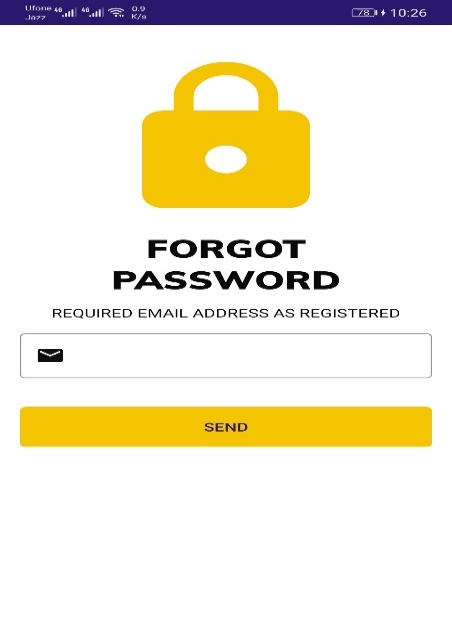 Ufone 4G 4G 0.9
Jazz K/s 78 10:26
FORGOT
PASSWORD
REQUIRED EMAIL ADDRESS AS REGISTERED
SEND